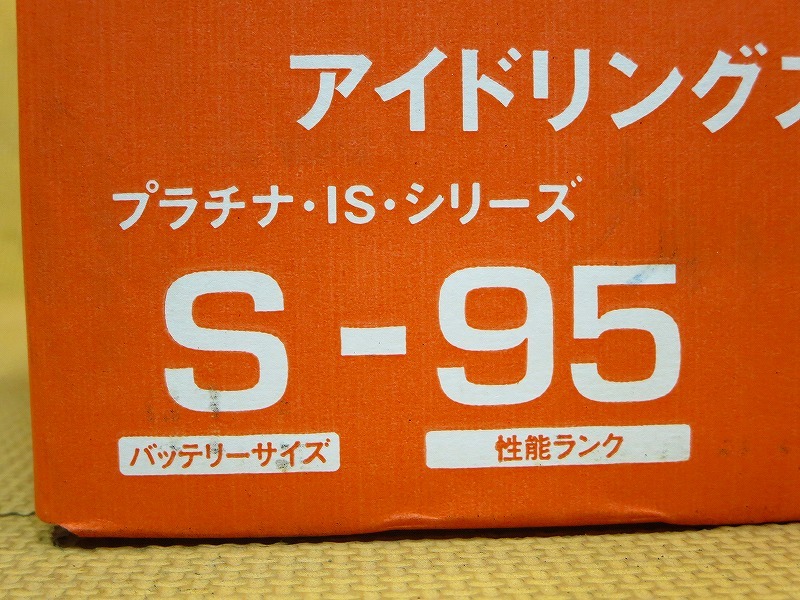 アイドリング
プラチナ・IS・シリーズ
S-95
バッテリーサイズ 性能ランク